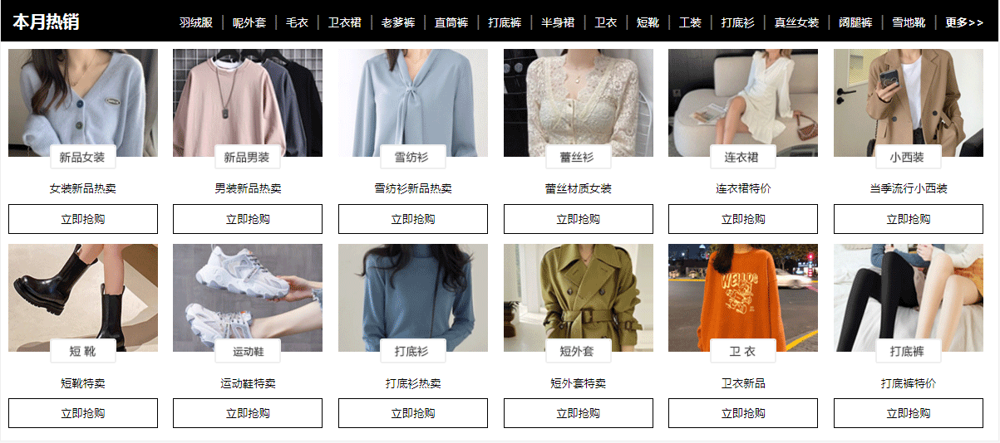 本月热销
羽绒服 | 呢外套 | 毛衣 | 卫衣裙 | 老爹裤 | 直筒裤 | 打底裤 | 半身裙 | 卫衣 | 短靴 | 工装 | 打底衫 | 真丝女装 | 阔腿裤 | 雪地靴 | 更多>>
新品女装 新品男装 雪纺衫 蕾丝衫 连衣裙 小西装
女装新品热卖 男装新品热卖 雪纺衫新品热卖 蕾丝材质女装 连衣裙特价 当季流行小西装
立即抢购 立即抢购 立即抢购 立即抢购 立即抢购 立即抢购
WELLDO
短 靴 运动鞋 打底衫 短外套 卫 衣 打底裤
短靴特卖 运动鞋特卖 打底衫热卖 短外套特卖 卫衣新品 打底裤特价
立即抢购 立即抢购 立即抢购 立即抢购 立即抢购 立即抢购